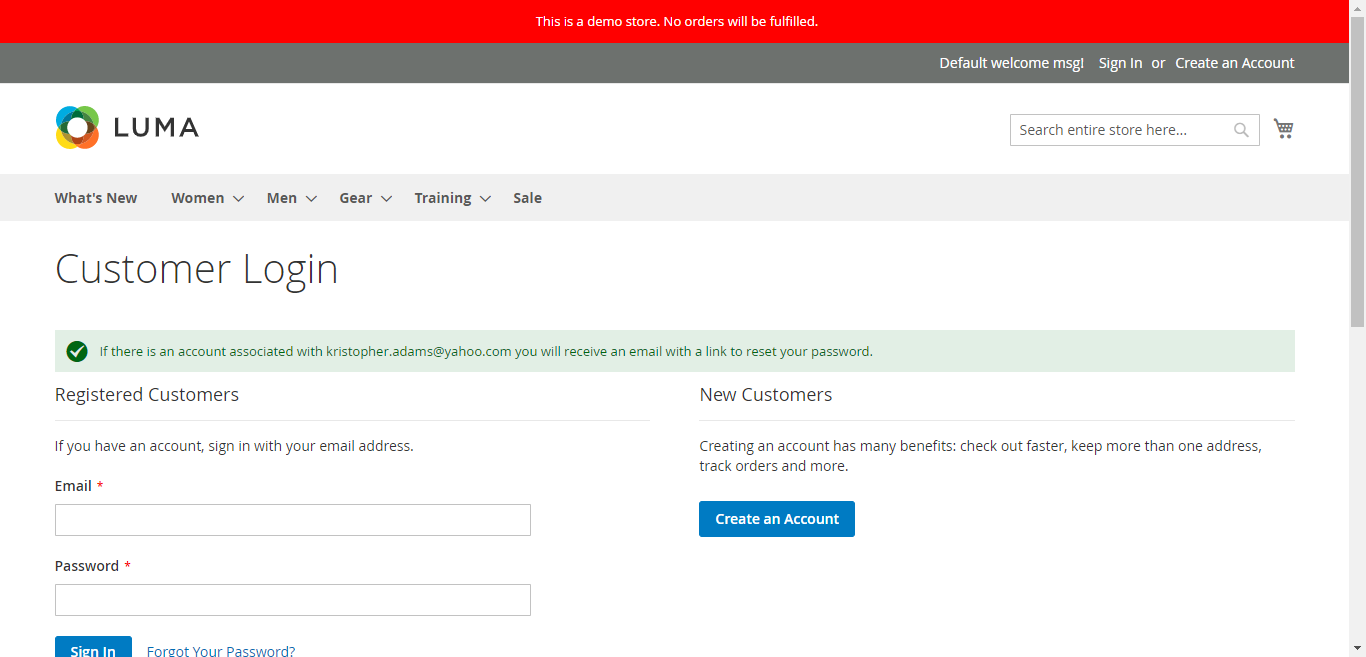 This is a demo store. No orders will be fulfilled.
Default welcome msg! Sign In or Create an Account
LUMA
Search entire store here...
What's New Women Men Gear Training Sale
Customer Login
If there is an account associated with kristopher.adams@yahoo.com you will receive an email with a link to reset your password.
Registered Customers
If you have an account, sign in with your email address.
Email *
Password *
Sign In Forgot Your Password?
New Customers
Creating an account has many benefits: check out faster, keep more than one address,
track orders and more.
Create an Account